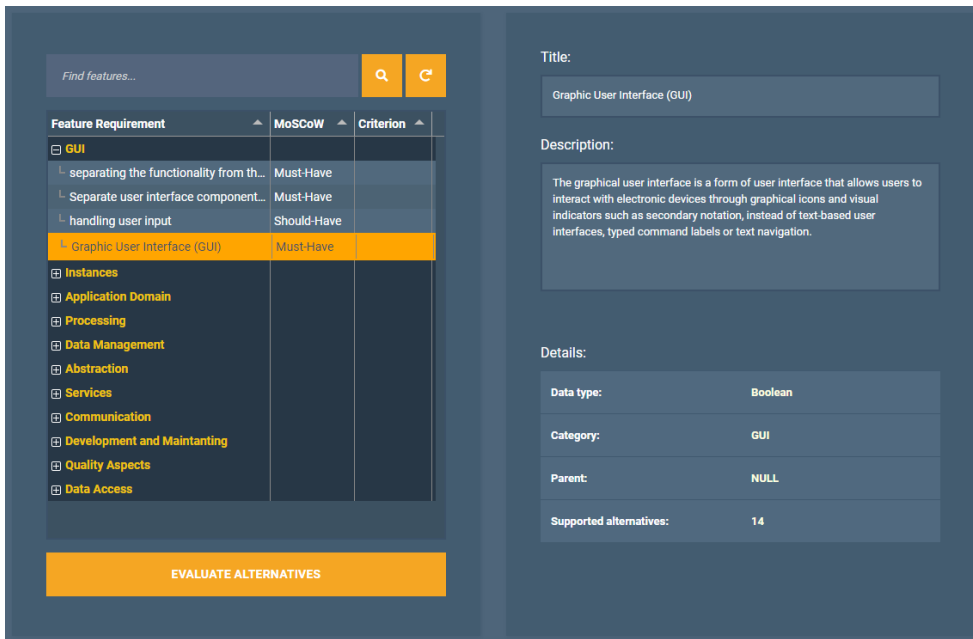 Find features...
Feature Requirement MoSCoW Criterion
GUI
separating the functionality from th... Must-Have
Separate user interface component... Must-Have
handling user input Should-Have
Graphic User Interface (GUI) Must-Have
Instances
Application Domain
Processing
Data Management
Abstraction
Services
Communication
Development and Maintanting
Quality Aspects
Data Access
EVALUATE ALTERNATIVES
Title:
Graphic User Interface (GUI)
Description:
The graphical user interface is a form of user interface that allows users to
interact with electronic devices through graphical icons and visual
indicators such as secondary notation, instead of text-based user
interfaces, typed command labels or text navigation.
Details:
Data type: Boolean
Category: GUI
Parent: NULL
Supported alternatives: 14